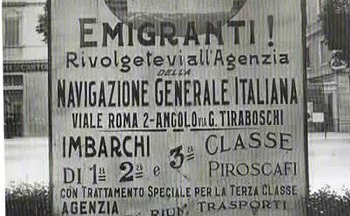 EMIGRANTI!
Rivolgetevi all'Agenzia
DELLA
NAVIGAZIONE GENERALE ITALIANA
VIALE ROMA 2-ANGOLO VIA G. TIRABOSCHI
IMBARCHI 3ª CLASSE
DI 1ª 2ª e PIROSCAFI
CON TRATTAMENTO SPECIALE PER LA TERZA CLASSE
AGENZIA RIUN. TRASPORTI